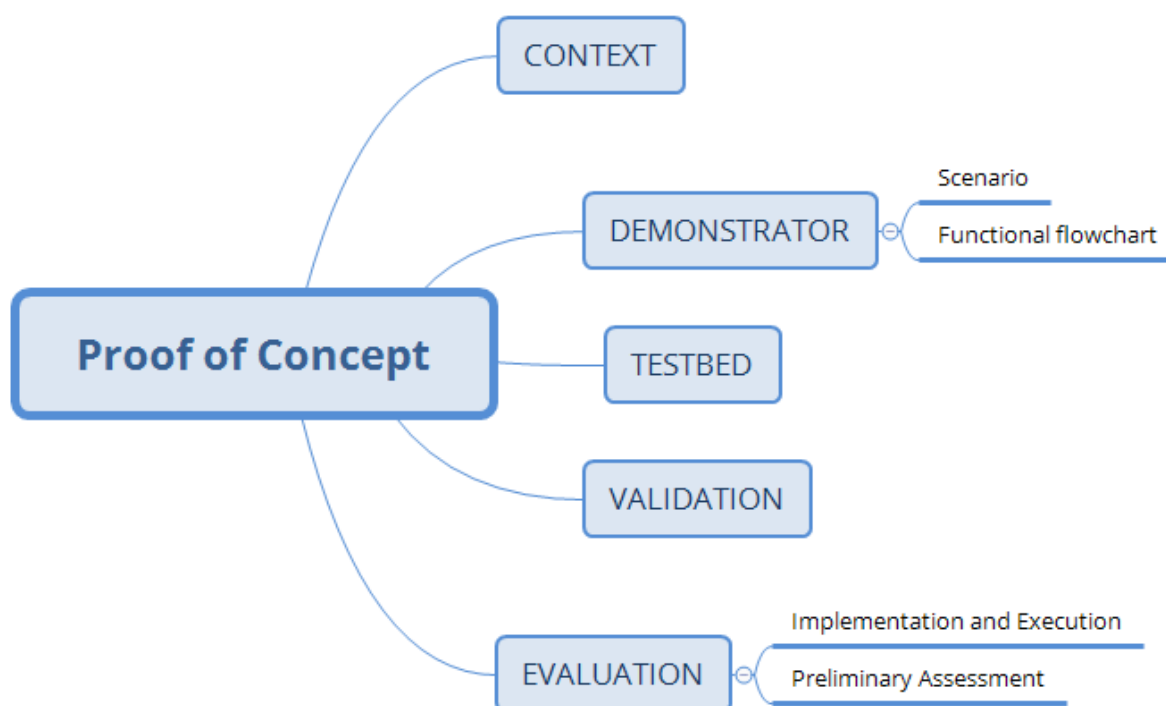 CONTEXT
Scenario
DEMONSTRATOR
Functional flowchart
Proof of Concept
TESTBED
VALIDATION
Implementation and Execution
EVALUATION
Preliminary Assessment